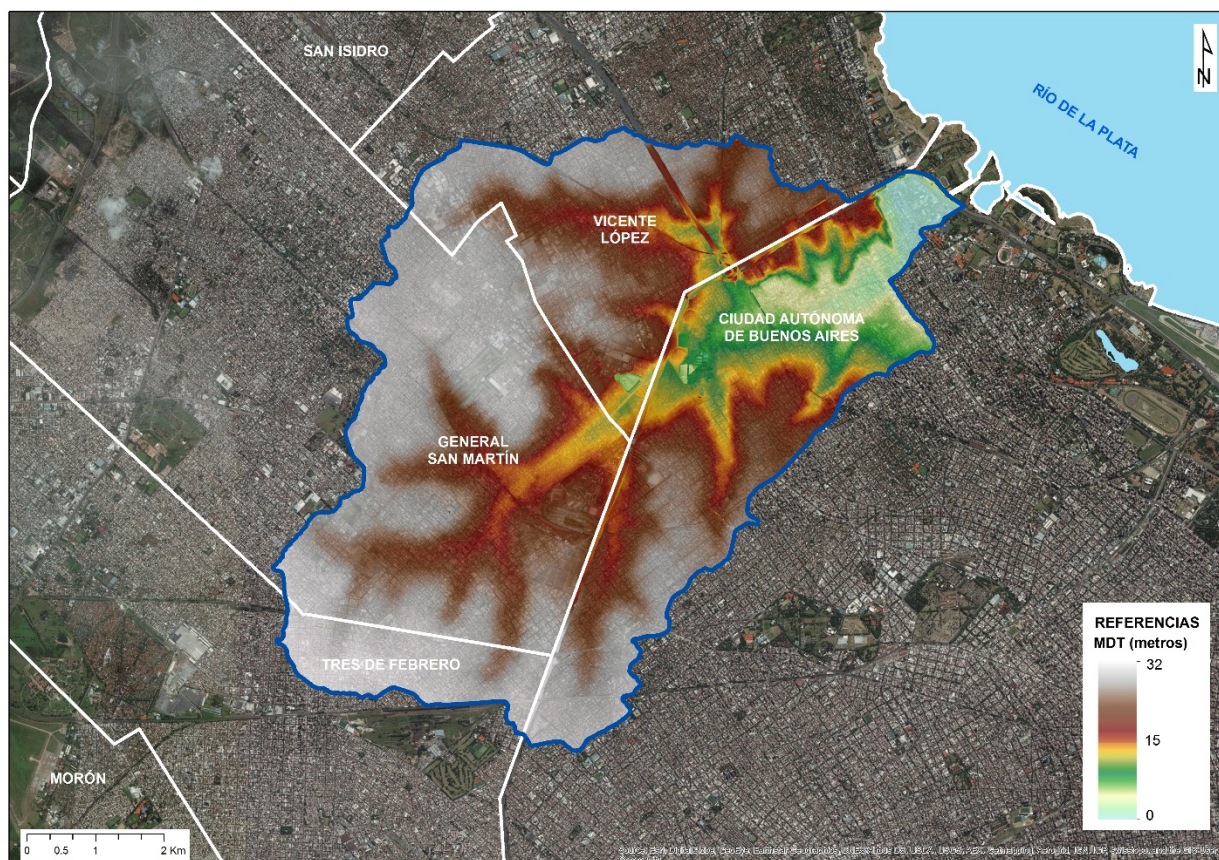 SAN ISIDRO
N
RÍO DE LA PLATA
VICENTE
LÓPEZ
CIUDAD AUTÓNOMA
DE BUENOS AIRES
GENERAL
SAN MARTÍN
TRES DE FEBRERO
MORÓN
REFERENCIAS
MDT (metros)
32
15
0
0 0.5 1 2 Km